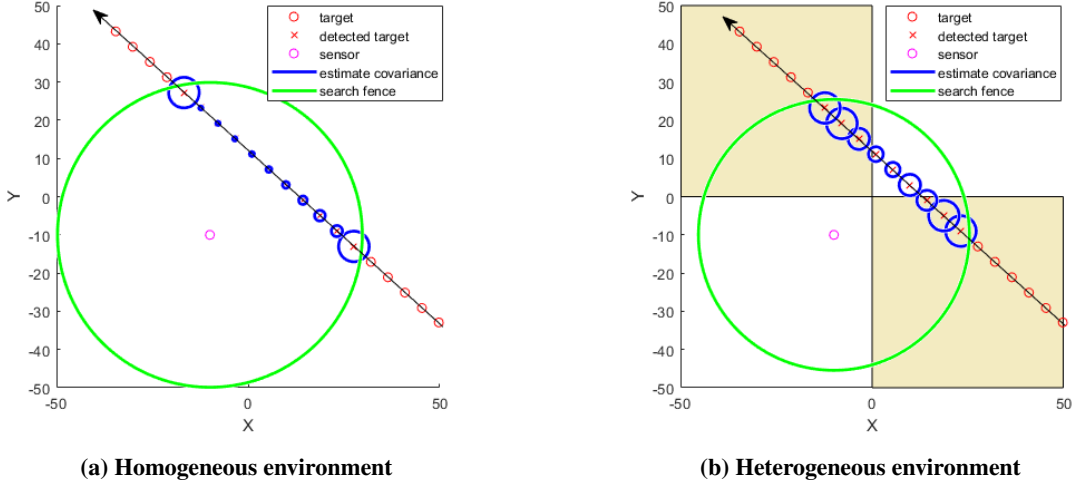 50
40
30
20
10
0
-10
-20
-30
-40
-50
Y
-50
0
50
X
target
detected target
sensor
estimate covariance
search fence
(a) Homogeneous environment
50
40
30
20
10
0
-10
-20
-30
-40
-50
Y
-50
0
50
X
target
detected target
sensor
estimate covariance
search fence
(b) Heterogeneous environment